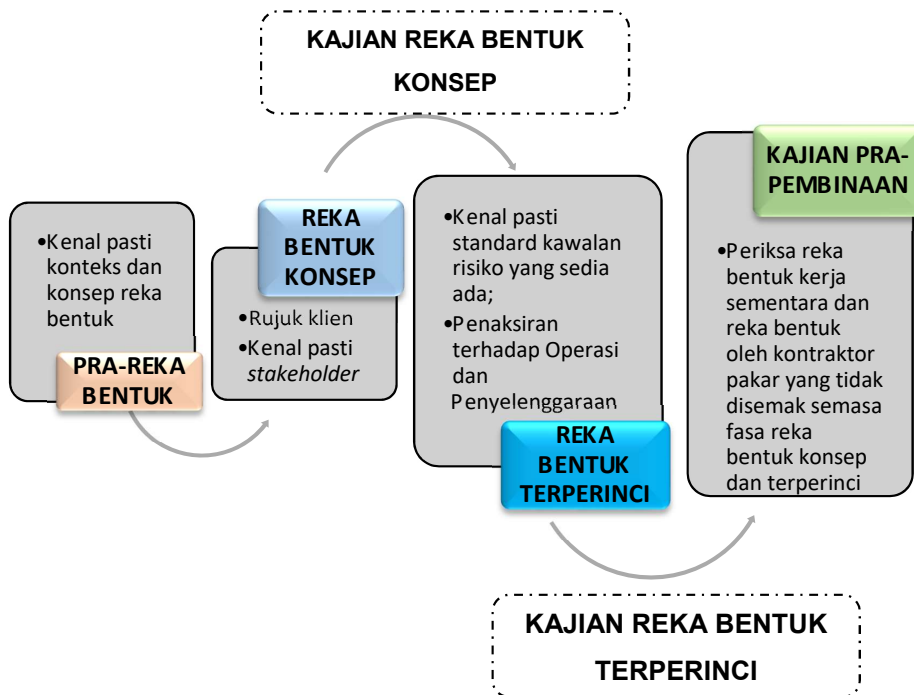 KAJIAN REKA BENTUK
KONSEP
•Kenal pasti
konteks dan
konsep reka
bentuk
PRA-REKA
BENTUK
REKA
BENTUK
KONSEP
•Rujuk klien
•Kenal pasti
stakeholder
•Kenal pasti
standard kawalan
risiko yang sedia
ada;
•Penaksiran
terhadap Operasi
dan
Penyelenggaraan
REKA
BENTUK
TERPERINCI
KAJIAN PRA-
PEMBINAAN
•Periksa reka
bentuk kerja
sementara dan
reka bentuk
oleh kontraktor
pakar yang tidak
disemak semasa
fasa reka
bentuk konsep
dan terperinci
KAJIAN REKA BENTUK
TERPERINCI